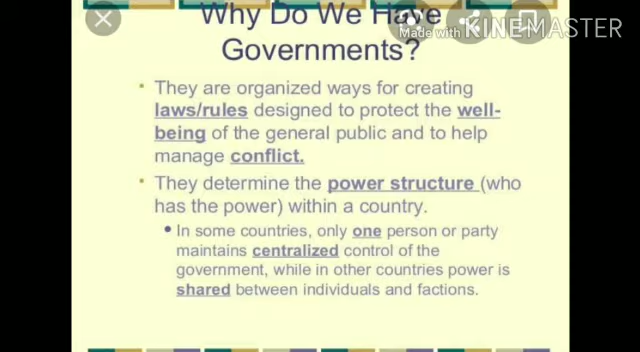 Why Do We Have
Made with KINEMASTER
Governments?
They are organized ways for creating
laws/rules designed to protect the well-
being of the general public and to help
manage conflict.
They determine the power structure (who
has the power) within a country.
In some countries, only one person or party
maintains centralized control of the
government, while in other countries power is
shared between individuals and factions.